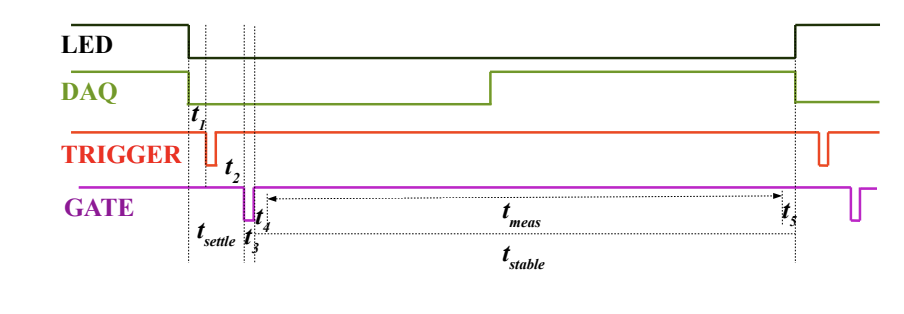 LED
DAQ
t1
TRIGGER
t2
GATE
t4
tmeas
t5
tsettle
t3
tstable